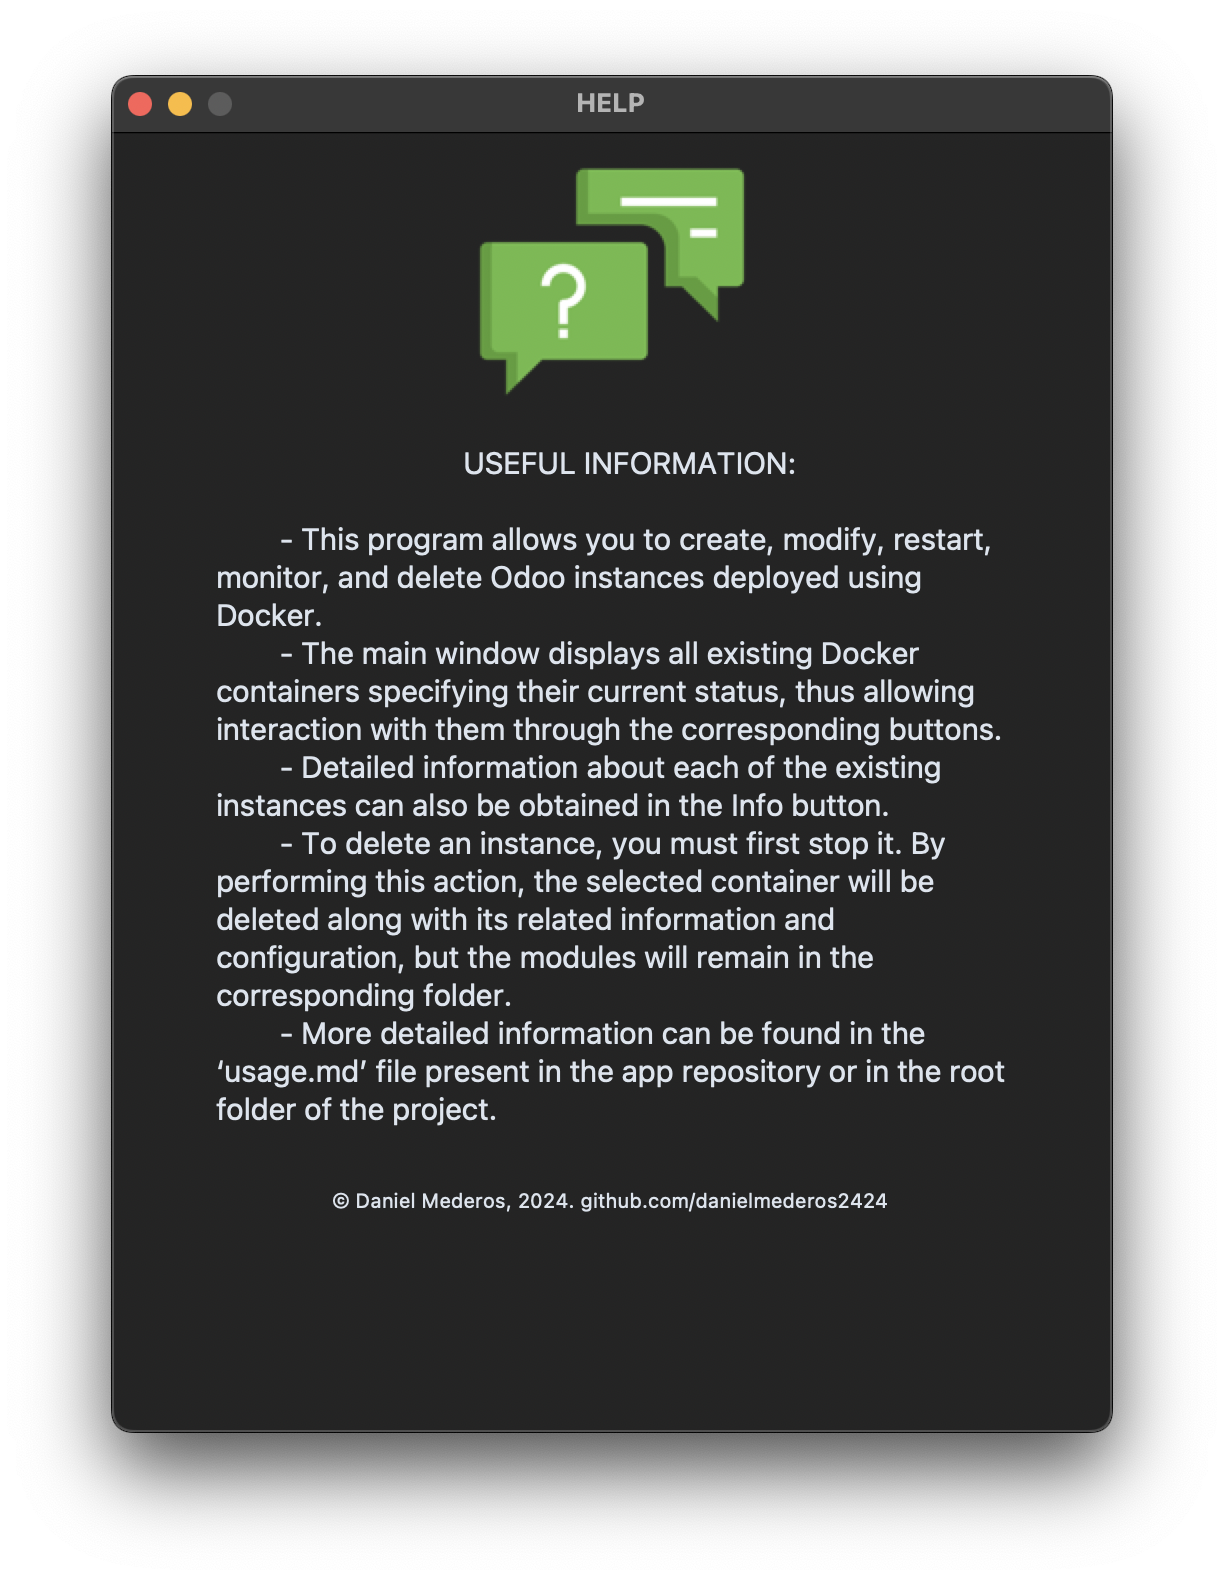 HELP
?
USEFUL INFORMATION:
- This program allows you to create, modify, restart,
monitor, and delete Odoo instances deployed using
Docker.
- The main window displays all existing Docker
containers specifying their current status, thus allowing
interaction with them through the corresponding buttons.
- Detailed information about each of the existing
instances can also be obtained in the Info button.
- To delete an instance, you must first stop it. By
performing this action, the selected container will be
deleted along with its related information and
configuration, but the modules will remain in the
corresponding folder.
- More detailed information can be found in the
‘usage.md’ file present in the app repository or in the root
folder of the project.
© Daniel Mederos, 2024. github.com/danielmederos2424